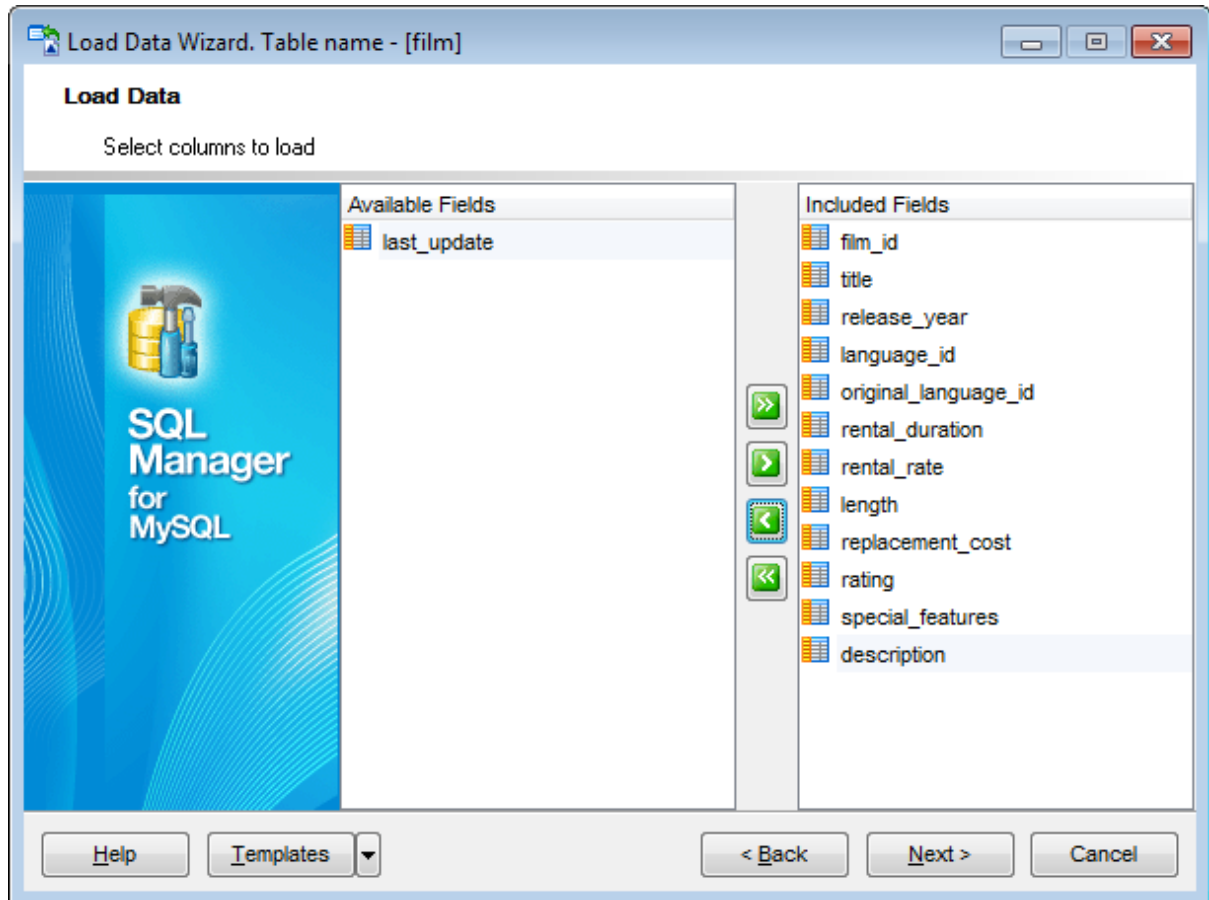 Load Data Wizard. Table name - [film]
Load Data
Select columns to load
SQL
Manager
for
MySQL
Available Fields
last_update
Included Fields
film_id
title
release_year
language_id
original_language_id
rental_duration
rental_rate
length
replacement_cost
rating
special_features
description
Help
Templates
< Back
Next >
Cancel